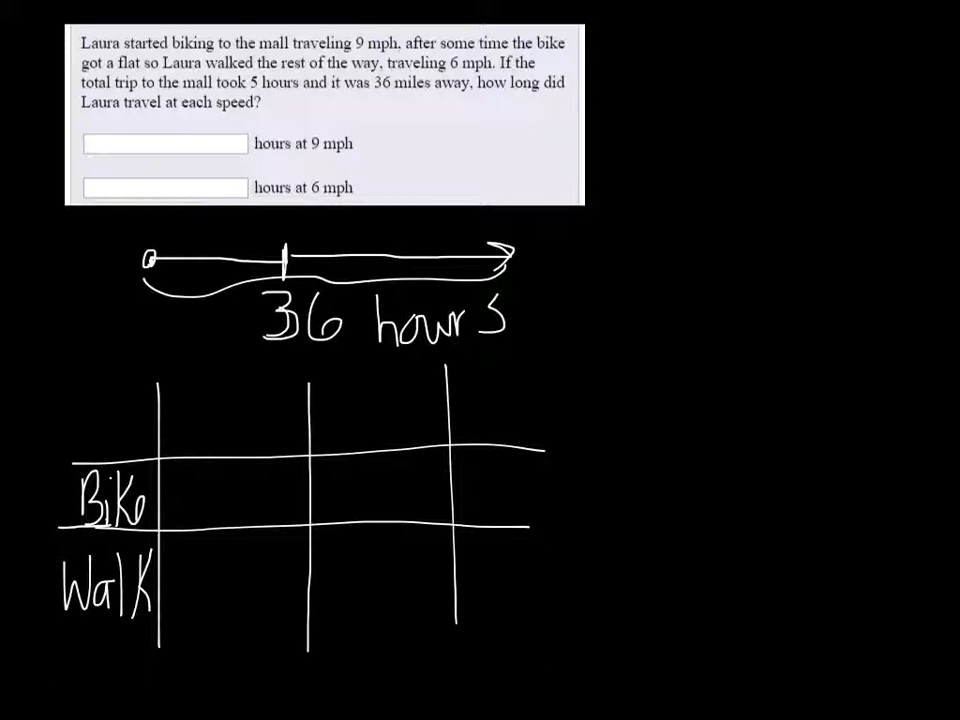 Laura started biking to the mall traveling 9 mph, after some time the bike
got a flat so Laura walked the rest of the way, traveling 6 mph. If the
total trip to the mall took 5 hours and it was 36 miles away, how long did
Laura travel at each speed?
hours at 9 mph
hours at 6 mph
36 hours
Bike
Walk